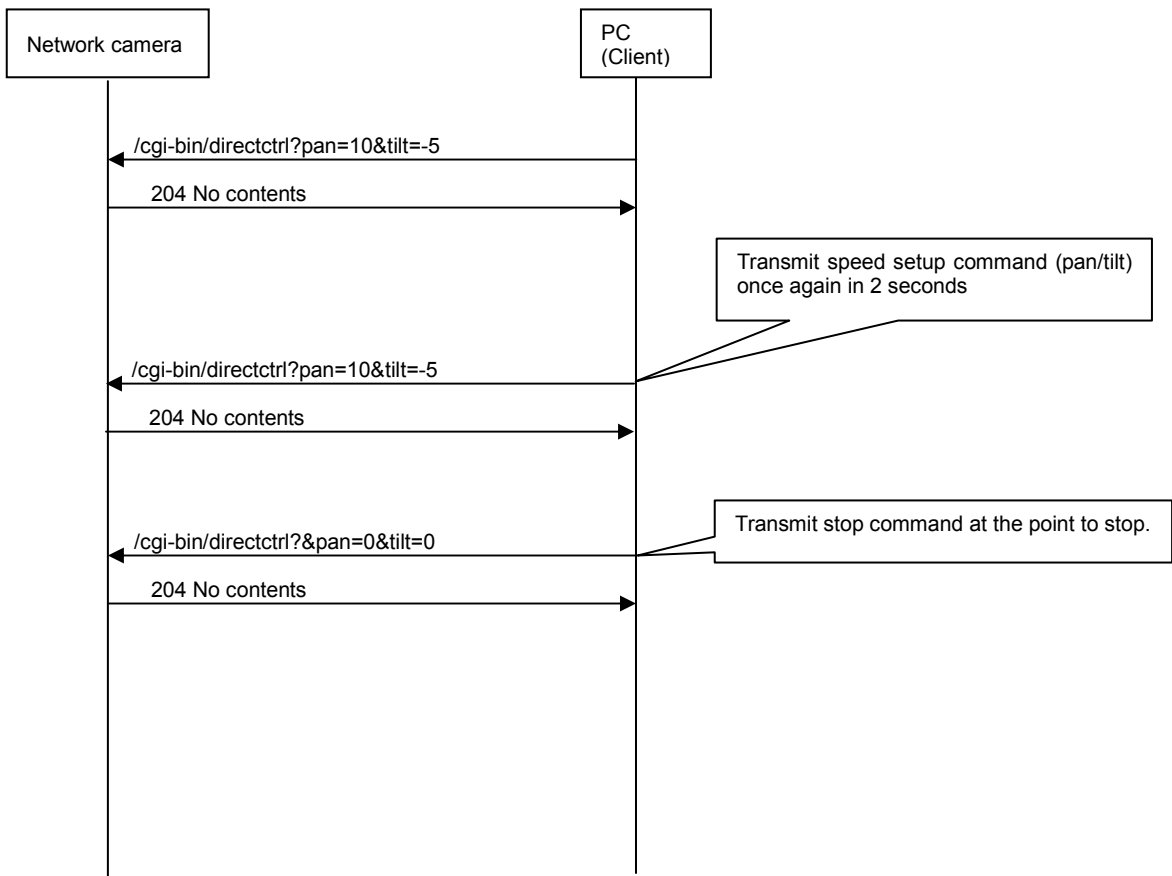 Network camera
PC
(Client)
/cgi-bin/directctrl?pan=10&tilt=-5
204 No contents
Transmit speed setup command (pan/tilt)
once again in 2 seconds
/cgi-bin/directctrl?pan=10&tilt=-5
204 No contents
Transmit stop command at the point to stop.
/cgi-bin/directctrl?&pan=0&tilt=0
204 No contents